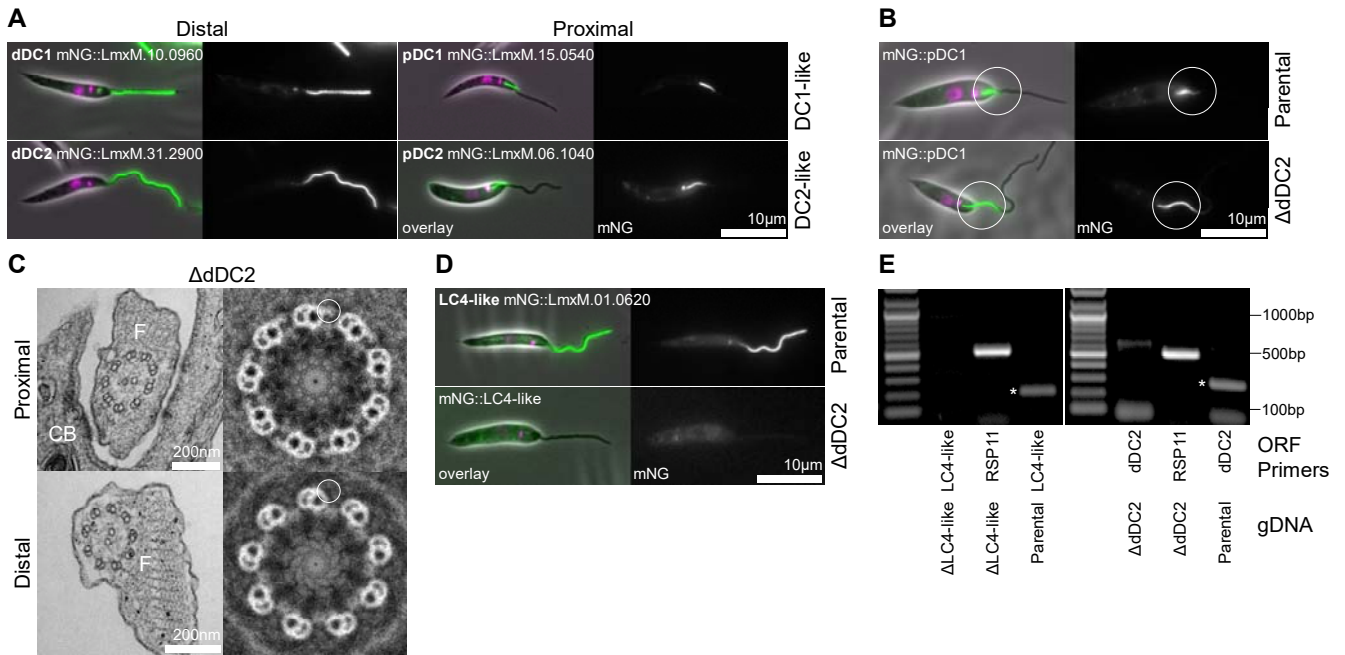 A
Distal
Proximal
dDC1 mNG::LmxM.10.0960
pDC1 mNG::LmxM.15.0540
DC1-like
dDC2 mNG::LmxM.31.2900
pDC2 mNG::LmxM.06.1040
DC2-like
overlay
mNG
10µm
B
mNG::pDC1
Parental
mNG::pDC1
ΔdDC2
overlay
mNG
10µm
C
ΔdDC2
Proximal
F
CB
200nm
Distal
F
200nm
D
LC4-like mNG::LmxM.01.0620
Parental
mNG::LC4-like
ΔdDC2
overlay
mNG
10µm
E
1000bp
500bp
100bp
*
*
LC4-like
RSP11
LC4-like
dDC2
RSP11
dDC2
ORF
Primers
ΔLC4-like
ΔLC4-like
Parental
ΔdDC2
ΔdDC2
Parental
gDNA